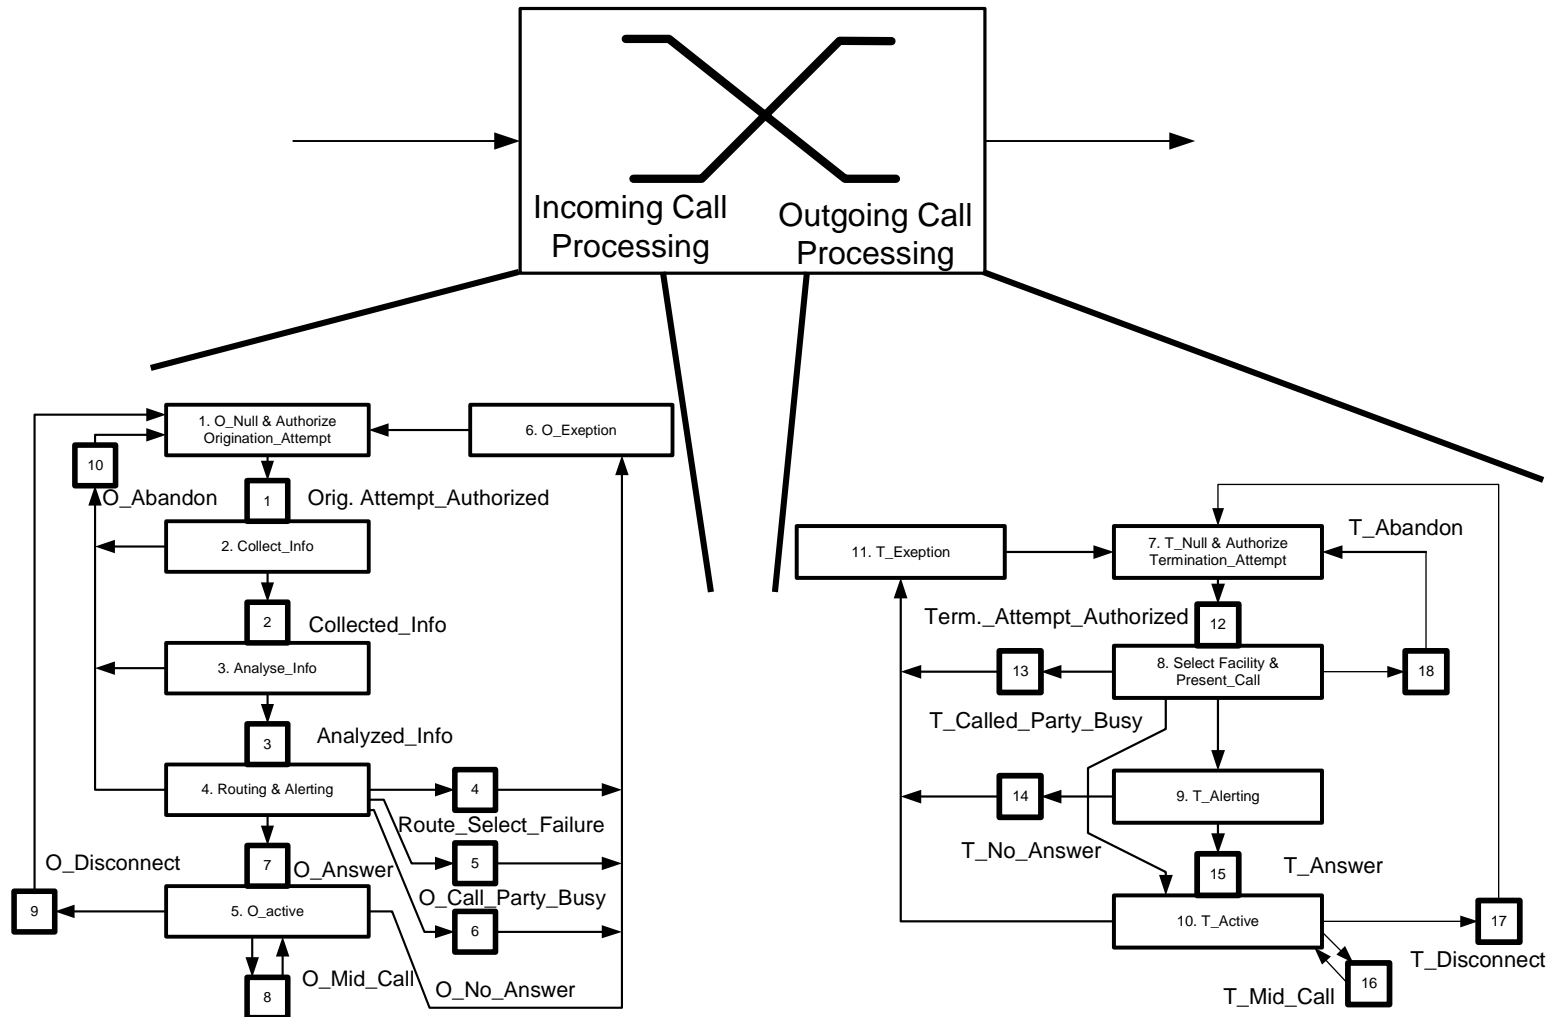 Incoming Call
Processing
Outgoing Call
Processing
1. O_Null & Authorize
Origination_Attempt
6. O_Exeption
10
O_Abandon
1
Orig. Attempt_Authorized
2. Collect_Info
2
Collected_Info
3. Analyse_Info
3
Analyzed_Info
4. Routing & Alerting
4
Route_Select_Failure
O_Disconnect
7
O_Answer
5
O_Call_Party_Busy
9
5. O_active
6
8
O_Mid_Call
O_No_Answer
11. T_Exeption
7. T_Null & Authorize
Termination_Attempt
T_Abandon
Term._Attempt_Authorized
12
13
8. Select Facility &
Present_Call
18
T_Called_Party_Busy
14
9. T_Alerting
T_No_Answer
15
T_Answer
10. T_Active
17
T_Disconnect
T_Mid_Call
16